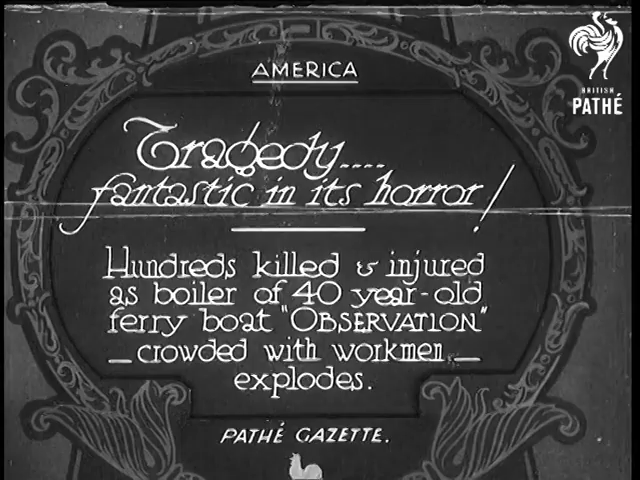 AMERICA
BRITISH
PATHÉ
Tragedy....
fantastic in its horror!
Hundreds killed & injured
as boiler of 40 year-old
ferry boat "OBSERVATION"
— crowded with workmen —
explodes.
PATHÉ GAZETTE.